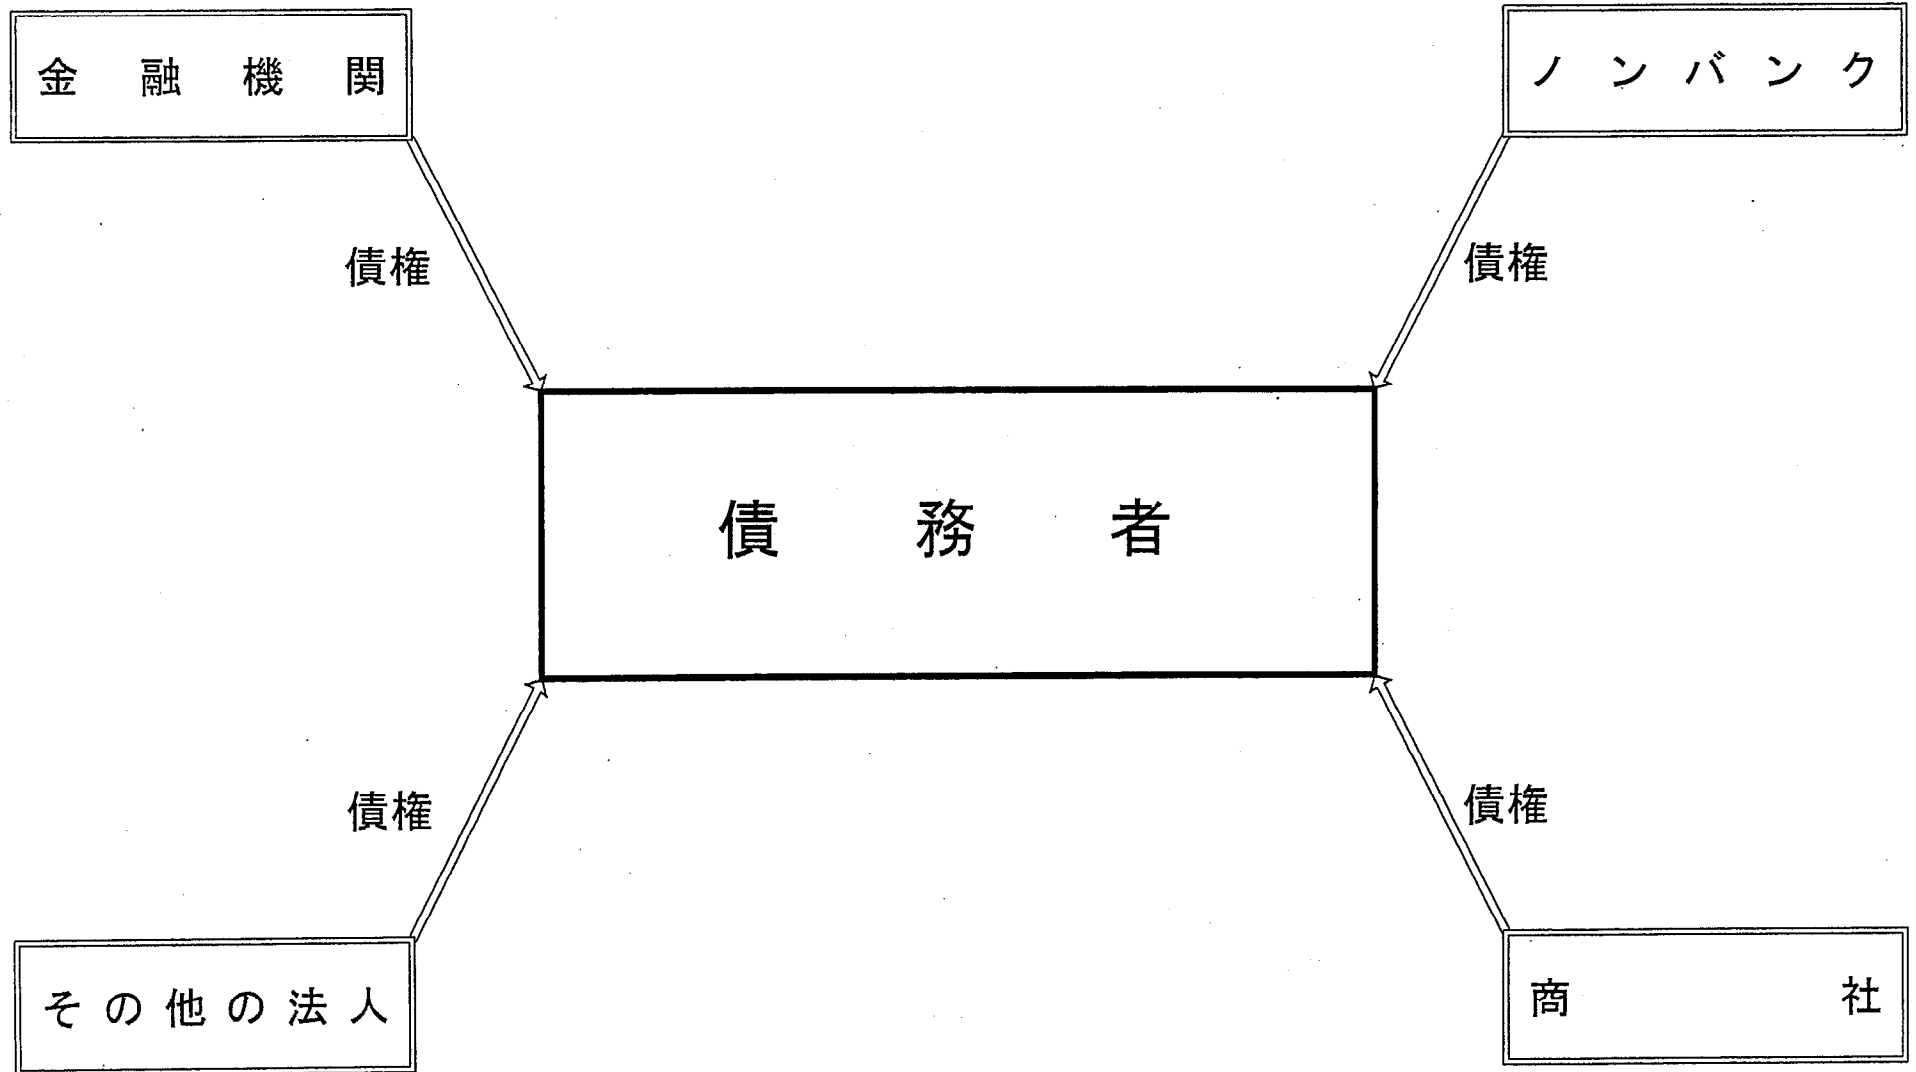 金融機関
ノンバンク
債権
債権
債務者
債権
債権
その他の法人
商社